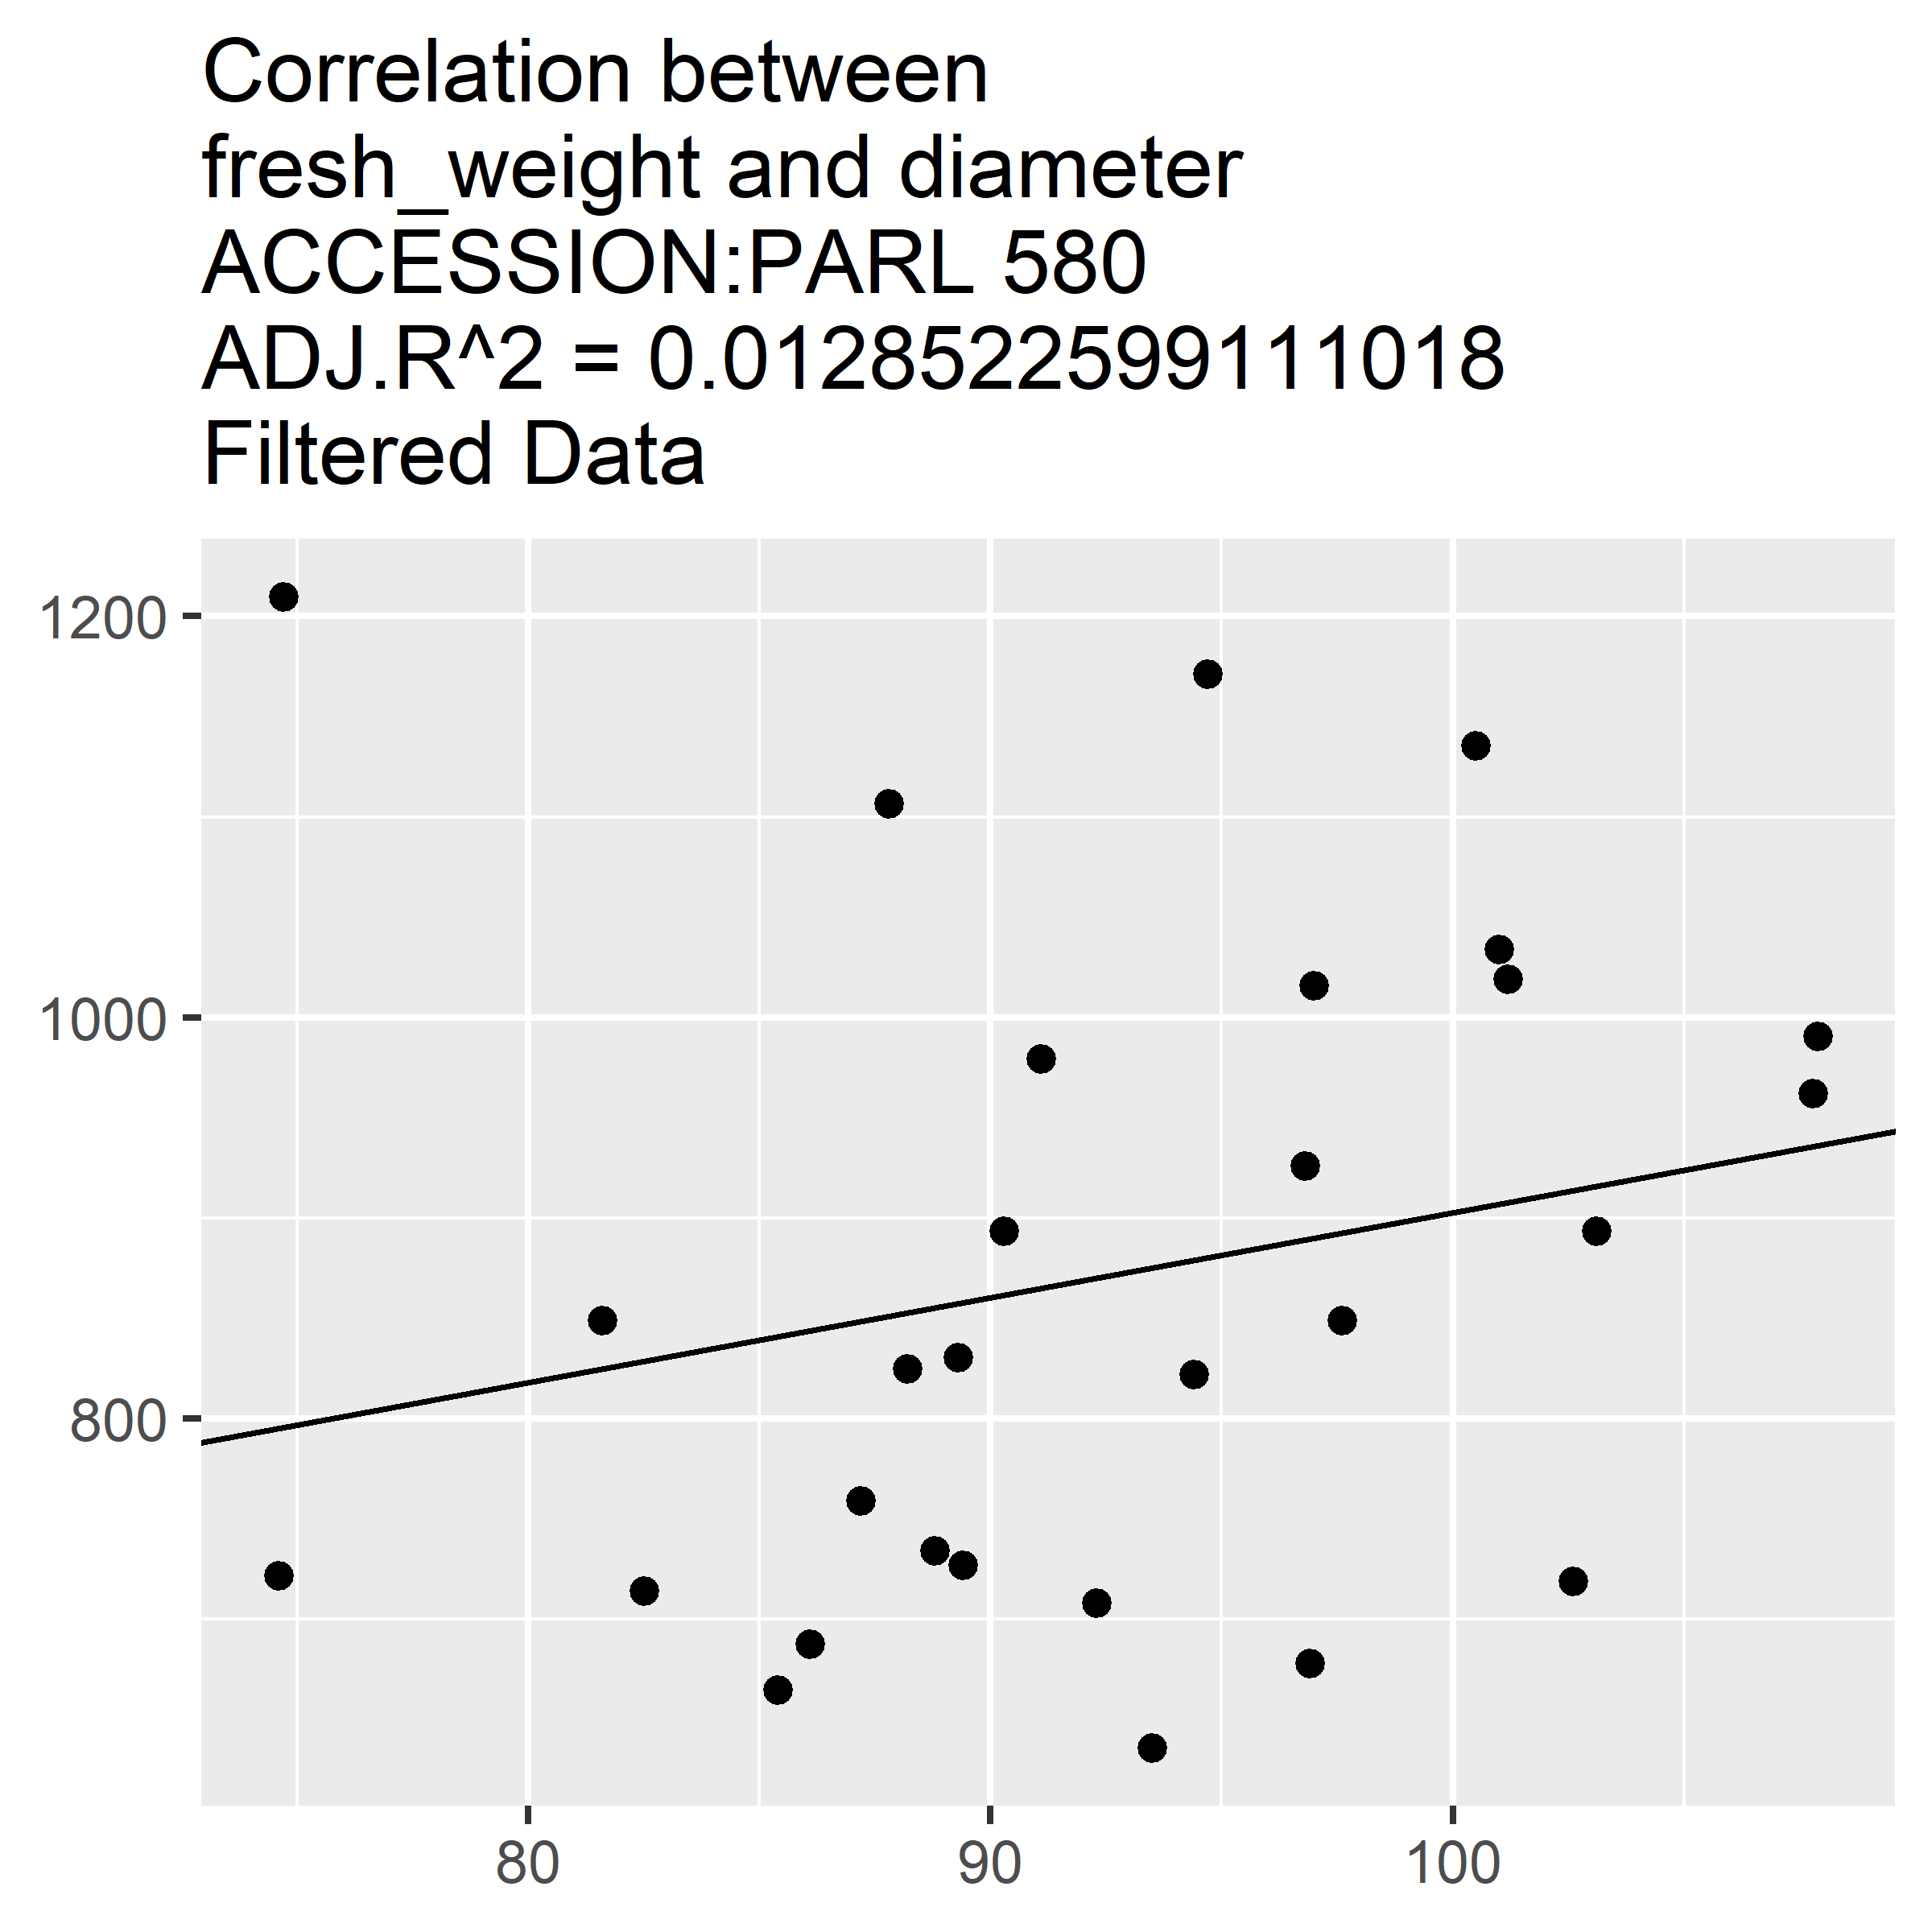 Correlation between
fresh_weight and diameter
ACCESSION:PARL 580
ADJ.R^2 = 0.0128522599111018
Filtered Data
1200
1000
800
80
90
100